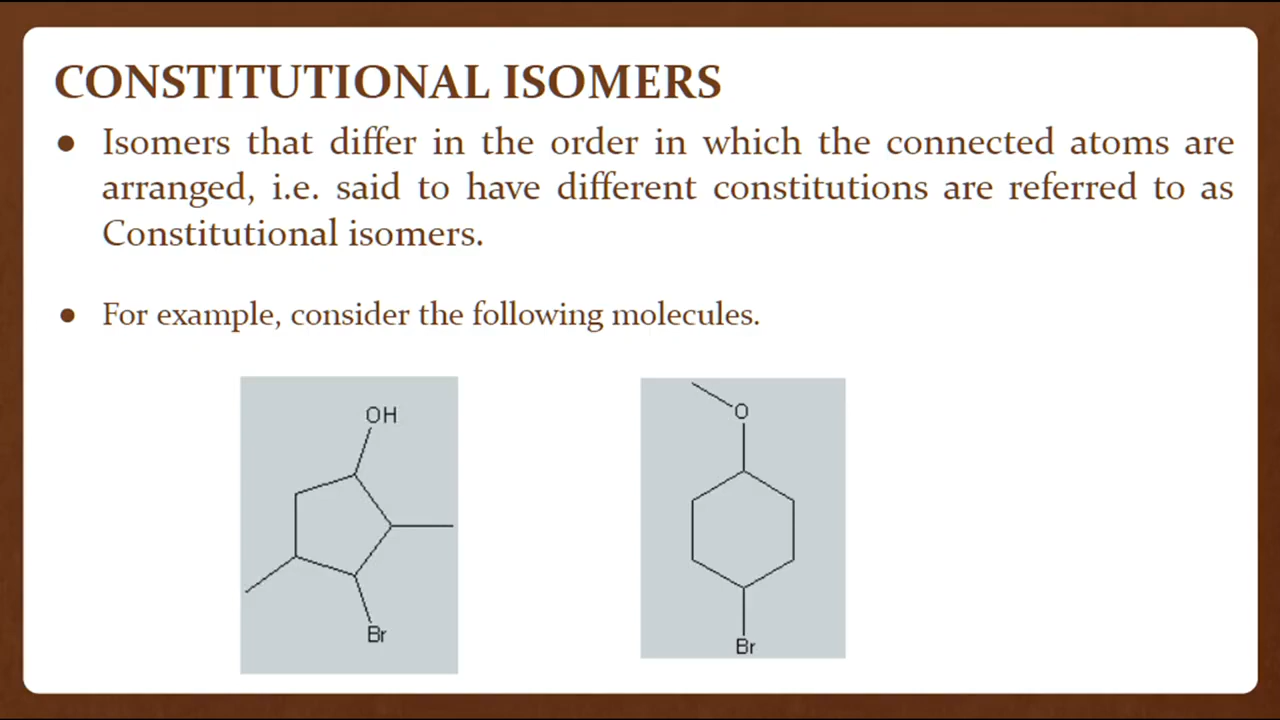 CONSTITUTIONAL ISOMERS
● Isomers that differ in the order in which the connected atoms are
arranged, i.e. said to have different constitutions are referred to as
Constitutional isomers.
● For example, consider the following molecules.
OH
Br
O
Br